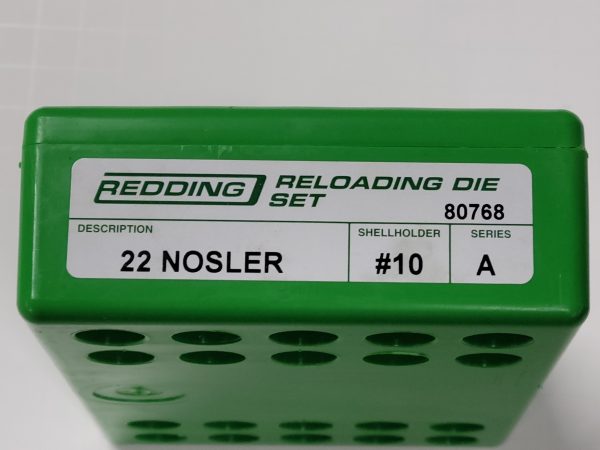 REDDING RELOADING DIE
SET
80768
DESCRIPTION SHELLHOLDER SERIES
22 NOSLER #10 A